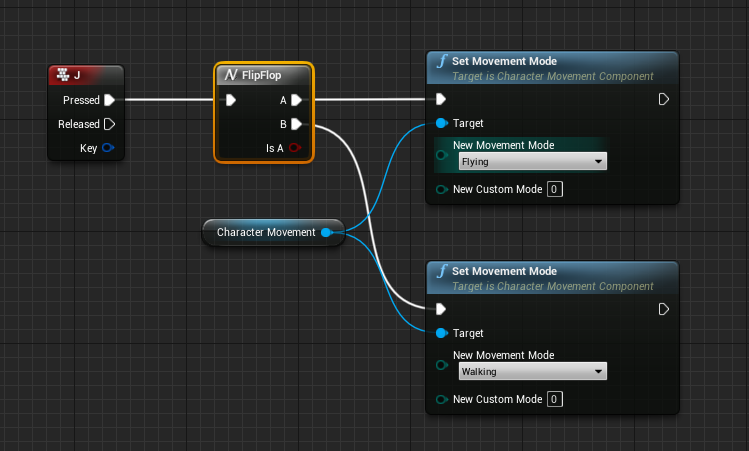 J
Pressed
Released
Key
FlipFlop
A
B
Is A
Character Movement
Set Movement Mode
Target is Character Movement Component
Target
New Movement Mode
Flying
New Custom Mode 0
Set Movement Mode
Target is Character Movement Component
Target
New Movement Mode
Walking
New Custom Mode 0